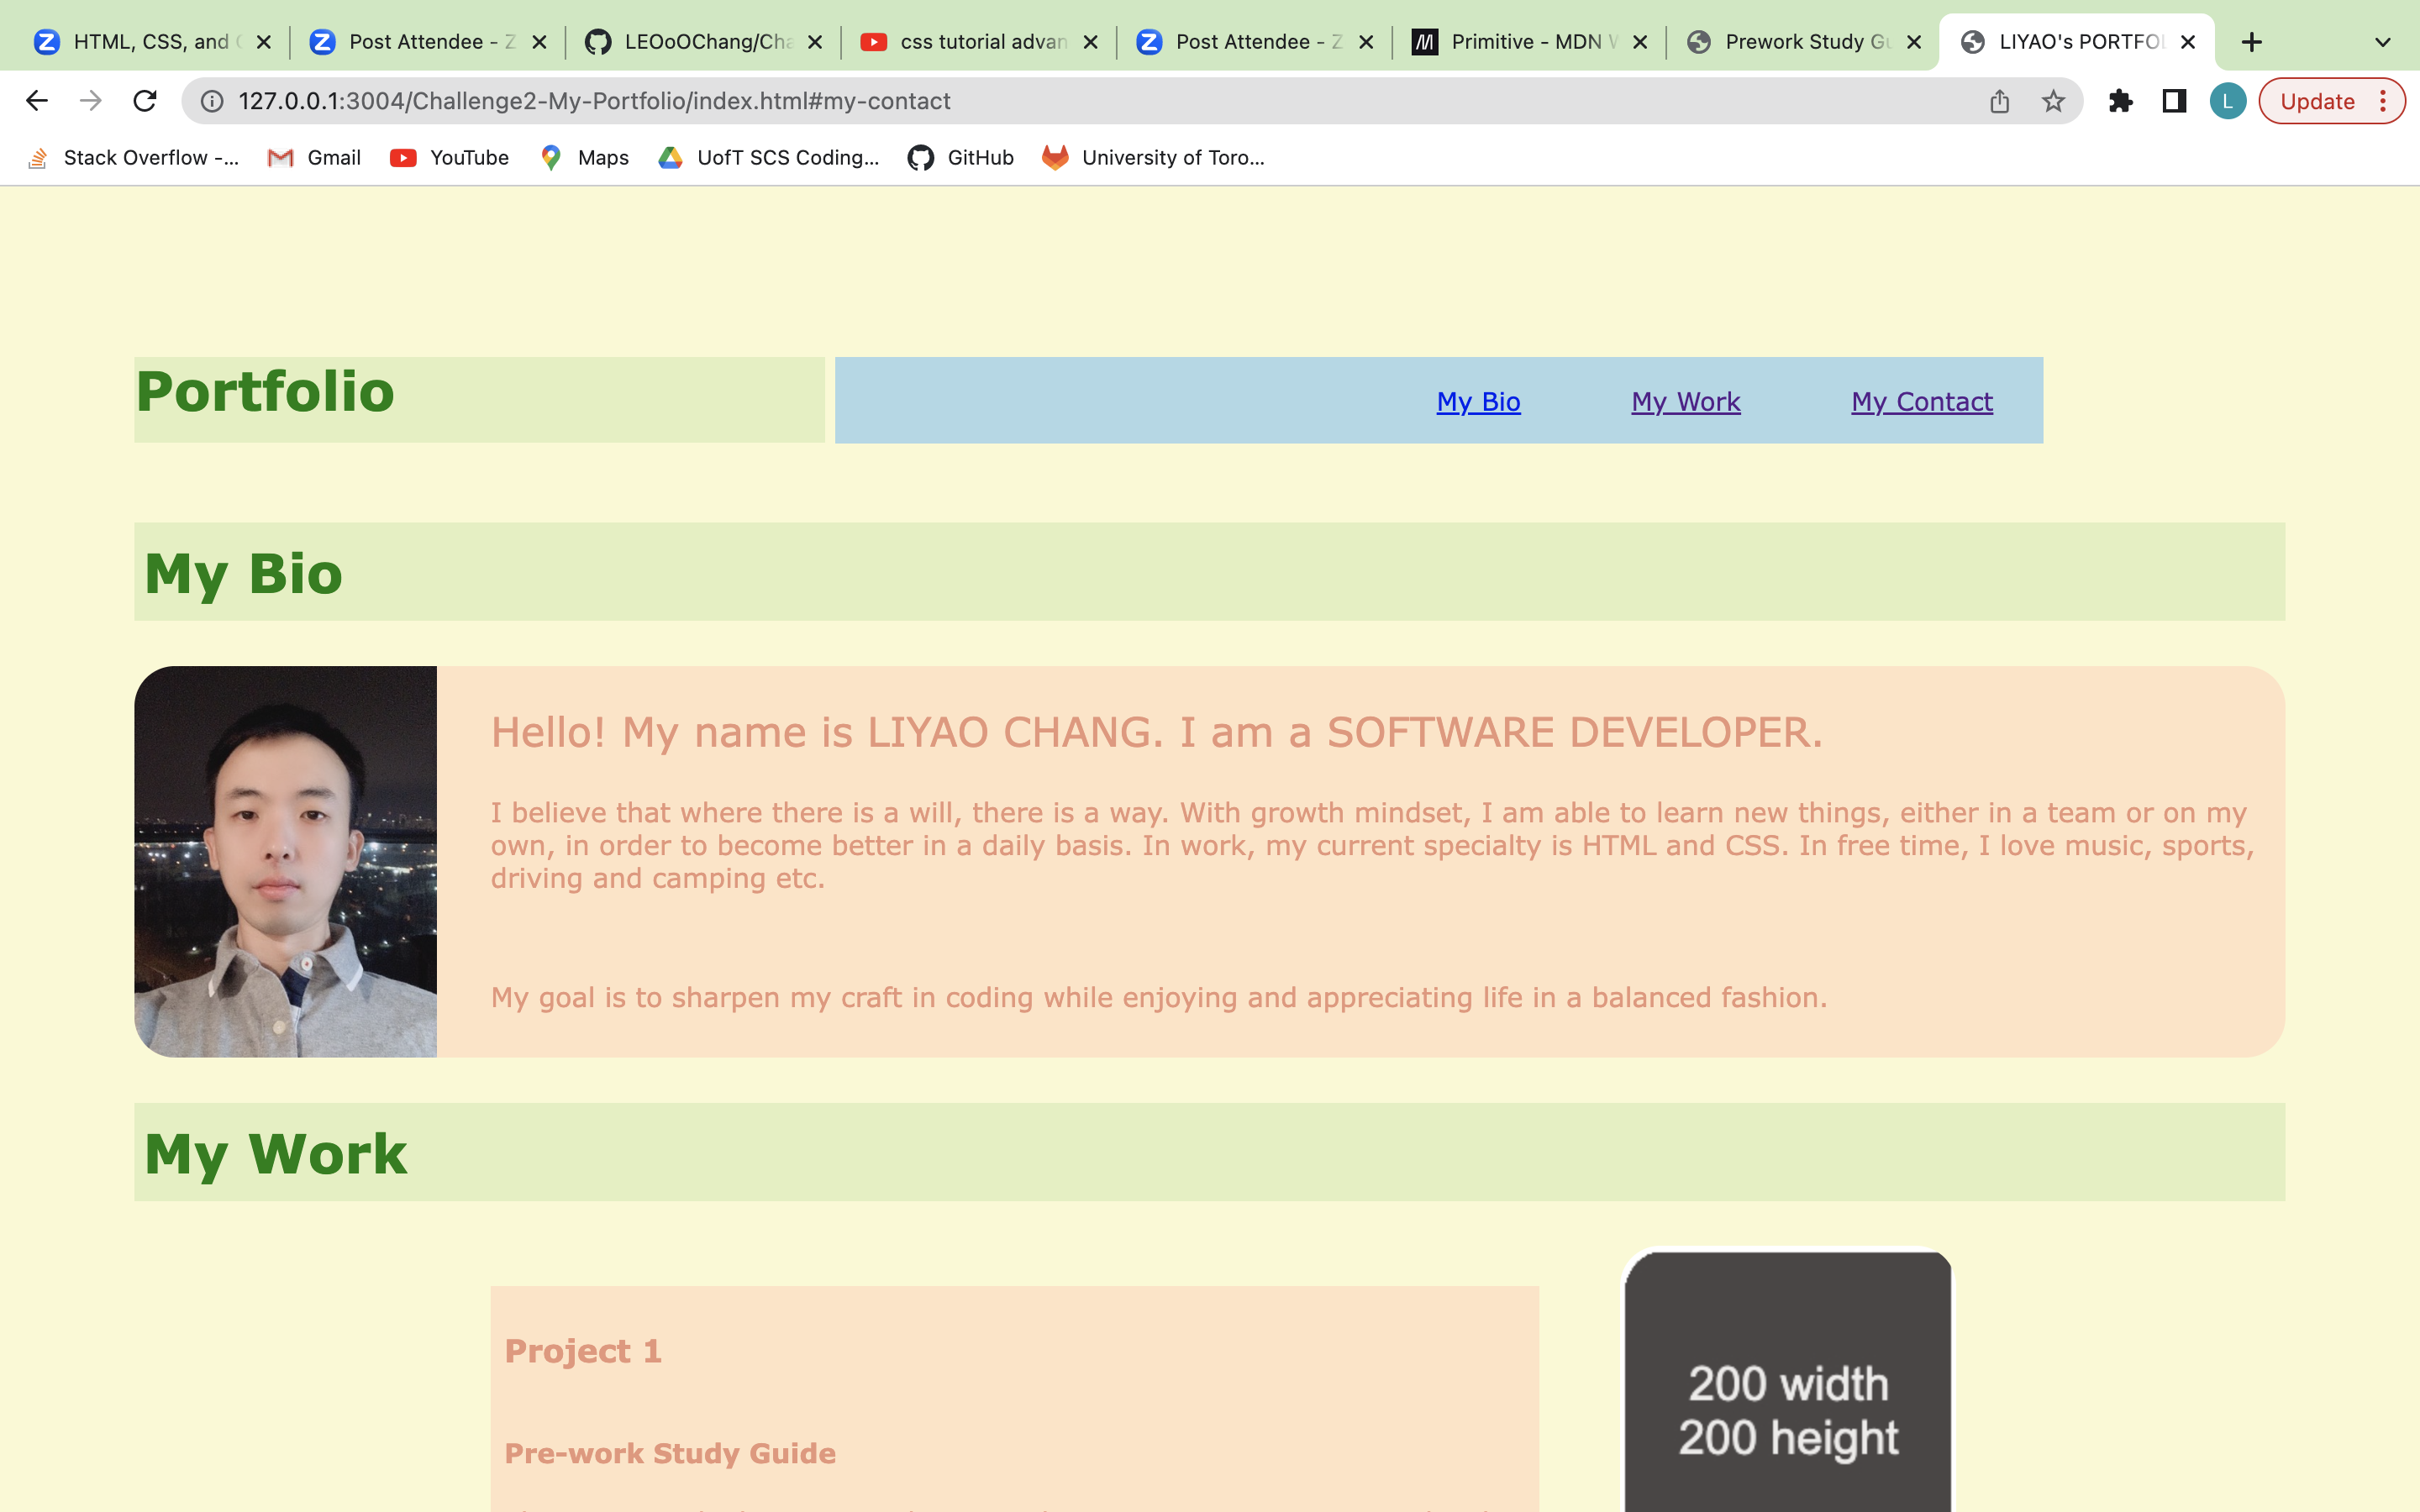 HTML, CSS, and
Post Attendee - Z
LEOoOChang/Cha
css tutorial advan
Post Attendee - Z
Primitive - MDN W
Prework Study Gu
LIYAO's PORTFOL
127.0.0.1:3004/Challenge2-My-Portfolio/index.html#my-contact
L
Update
Stack Overflow -...
Gmail
YouTube
Maps
UofT SCS Coding...
GitHub
University of Toro...
Portfolio
My Bio
My Work
My Contact
My Bio
Hello! My name is LIYAO CHANG. I am a SOFTWARE DEVELOPER.
I believe that where there is a will, there is a way. With growth mindset, I am able to learn new things, either in a team or on my
own, in order to become better in a daily basis. In work, my current specialty is HTML and CSS. In free time, I love music, sports,
driving and camping etc.
My goal is to sharpen my craft in coding while enjoying and appreciating life in a balanced fashion.
My Work
Project 1
Pre-work Study Guide
200 width
200 height